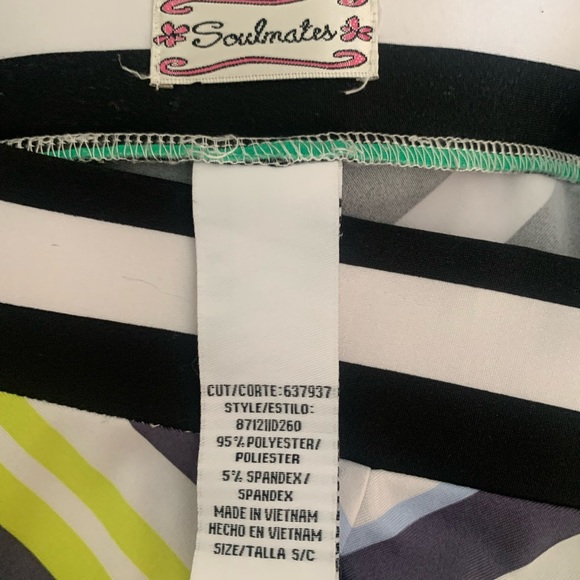 Soulmates
CUT/CORTE:637937
STYLE/ESTILO:
87121ID260
95% POLYESTER/
POLIESTER
5% SPANDEX/
SPANDEX
MADE IN VIETNAM
HECHO EN VIETNAM
SIZE/TALLA S/C